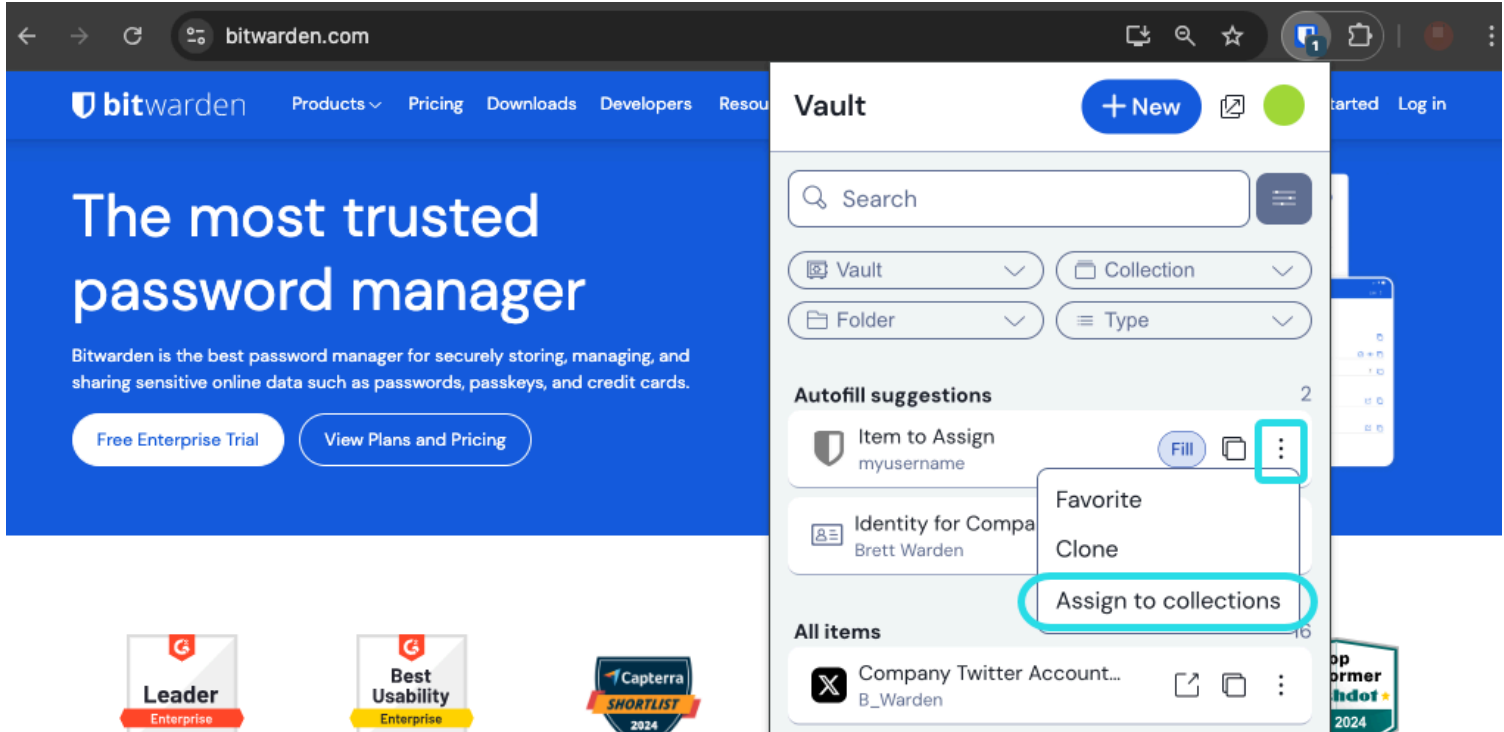 bitwarden.com
1
bitwarden
Products
Pricing
Downloads
Developers
Log in
The most trusted
password manager
Bitwarden is the best password manager for securely storing, managing, and
sharing sensitive online data such as passwords, passkeys, and credit cards.
Free Enterprise Trial
View Plans and Pricing
Leader
Enterprise
Best
Usability
Enterprise
Capterra
SHORTLIST
2024
2024
Vault
+ New
Search
Vault
Collection
Folder
Type
Autofill suggestions
2
Item to Assign
myusername
Fill
Favorite
Clone
Assign to collections
Identity for Compa
Brett Warden
All items
16
Company Twitter Account...
B_Warden